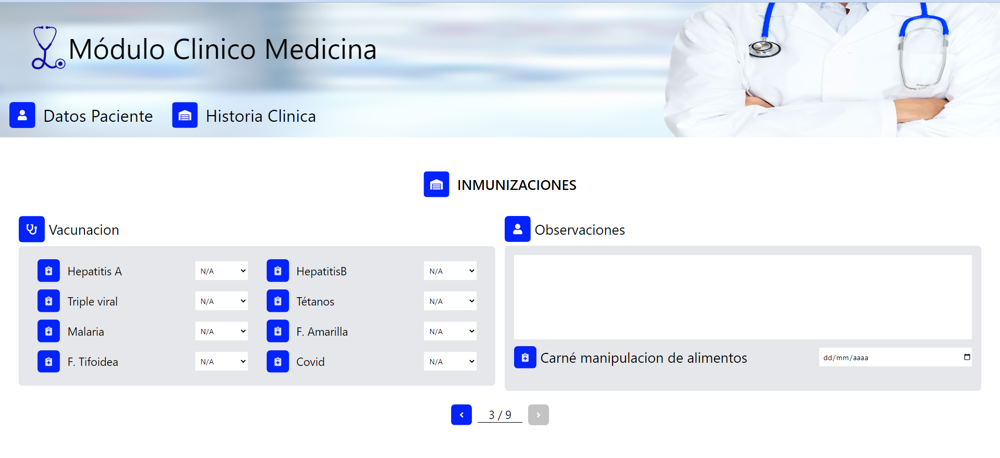 Módulo Clinico Medicina
Datos Paciente
Historia Clinica
INMUNIZACIONES
Vacunacion
Hepatitis A
N/A
HepatitisB
N/A
Triple viral
N/A
Tétanos
N/A
Malaria
N/A
F. Amarilla
N/A
F. Tifoidea
N/A
Covid
N/A
Observaciones
Carné manipulacion de alimentos
dd/mm/aaaa
3 / 9